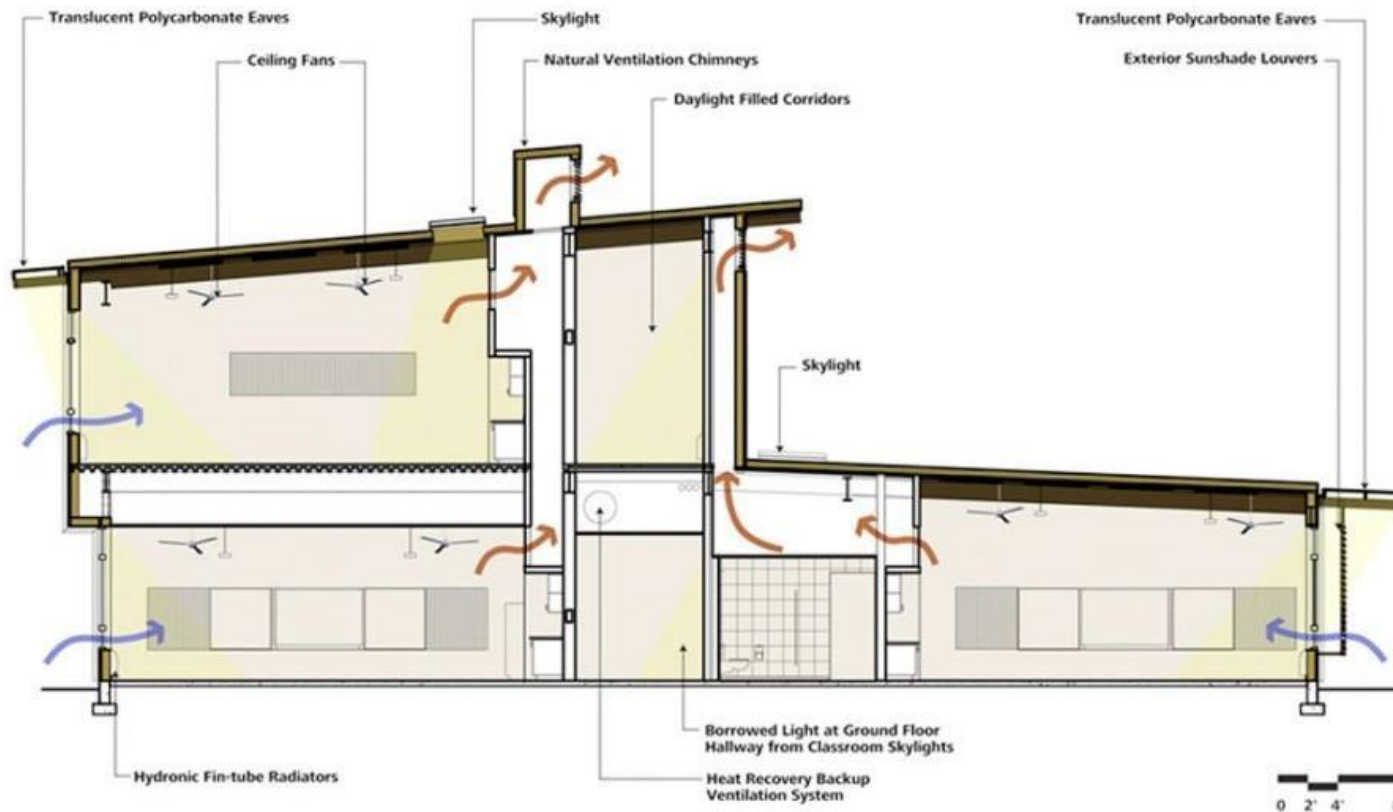 Translucent Polycarbonate Eaves
Skylight
Translucent Polycarbonate Eaves
Ceiling Fans
Natural Ventilation Chimneys
Exterior Sunshade Louvers
Daylight Filled Corridors
Skylight
Borrowed Light at Ground Floor
Hallway from Classroom Skylights
Hydronic Fin-tube Radiators
Heat Recovery Backup
Ventilation System
0 2' 4'